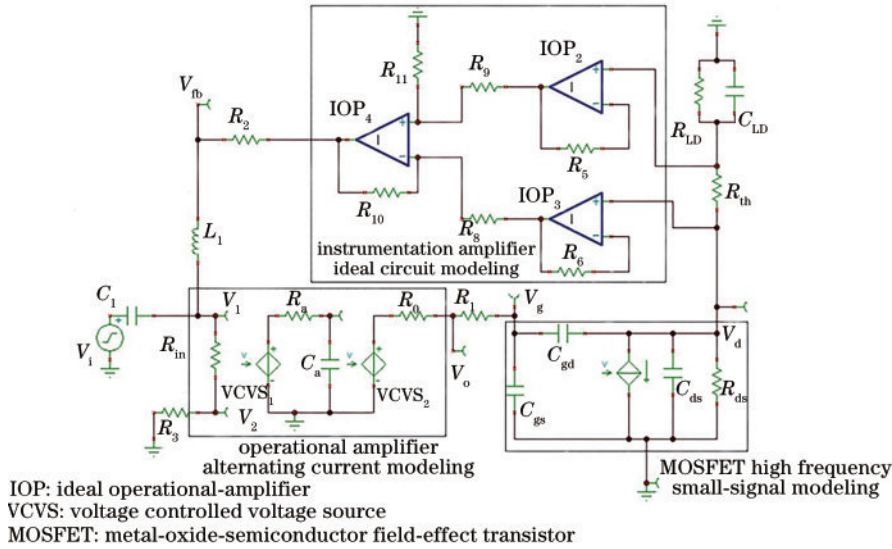 IOP2
R11
R9
Vfb
IOP4
R2
RLD
CLD
R5
IOP3
Rth
R10
R8
R6
L1
instrumentation amplifier
ideal circuit modeling
C1
V1
Ra
R0
R1
Vg
Vi
Rin
Ca
Cgd
Vd
VCVS1
VCVS2
Vo
Cgs
Cds
Rds
R3
V2
operational amplifier
alternating current modeling
MOSFET high frequency
small-signal modeling
IOP: ideal operational-amplifier
VCVS: voltage controlled voltage source
MOSFET: metal-oxide-semiconductor field-effect transistor